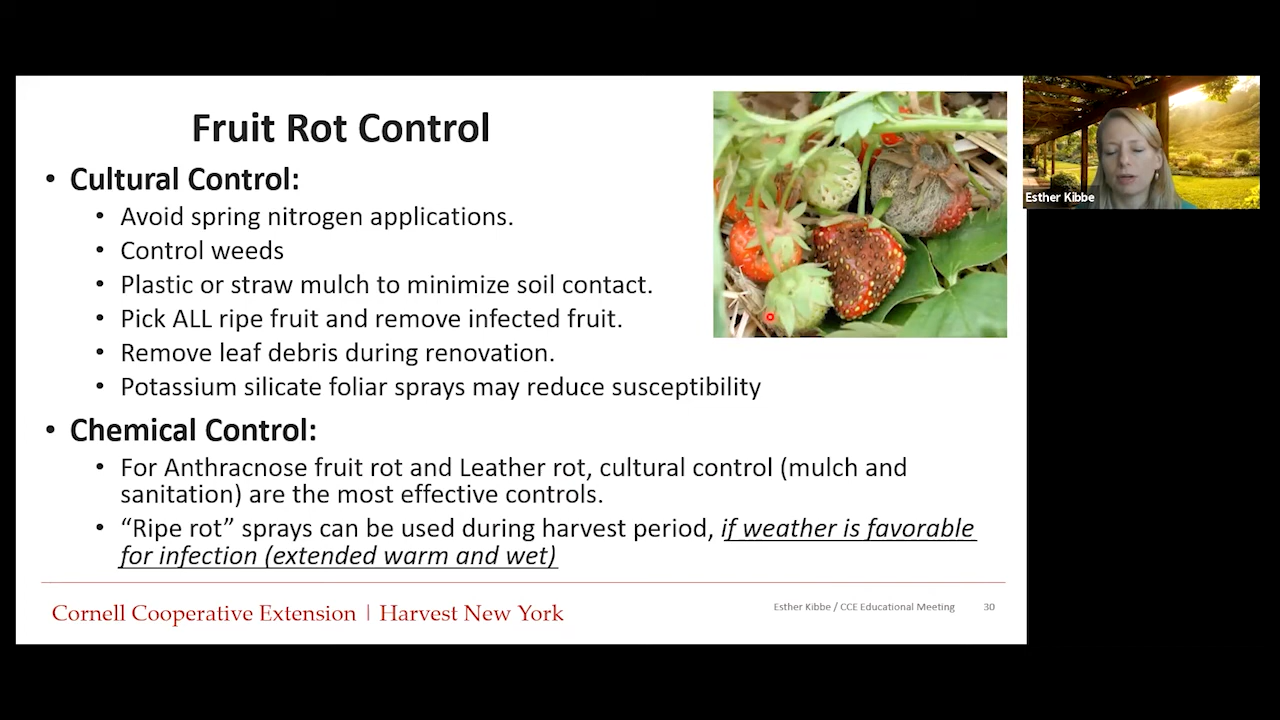 Fruit Rot Control
• Cultural Control:
• Avoid spring nitrogen applications.
• Control weeds
• Plastic or straw mulch to minimize soil contact.
• Pick ALL ripe fruit and remove infected fruit.
• Remove leaf debris during renovation.
• Potassium silicate foliar sprays may reduce susceptibility
• Chemical Control:
• For Anthracnose fruit rot and Leather rot, cultural control (mulch and
sanitation) are the most effective controls.
• “Ripe rot” sprays can be used during harvest period, if weather is favorable
for infection (extended warm and wet)
Cornell Cooperative Extension | Harvest New York
Esther Kibbe / CCE Educational Meeting 30
Esther Kibbe